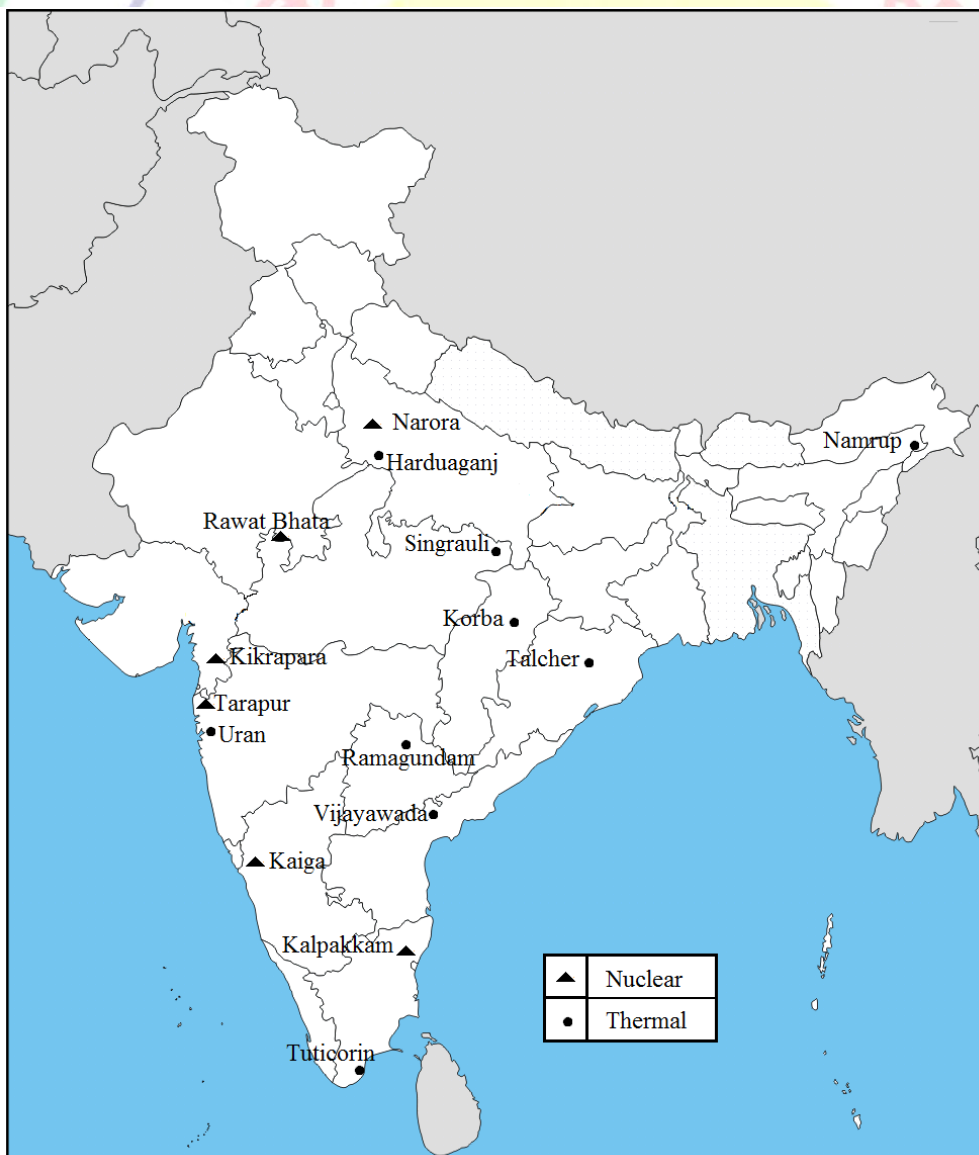 Narora
Namrup
Harduaganj
Rawat Bhata
Singrauli
Korba
Talcher
Kikrapara
Tarapur
Uran
Ramagundam
Vijayawada
Kaiga
Kalpakkam
Nuclear
Thermal
Tuticorin